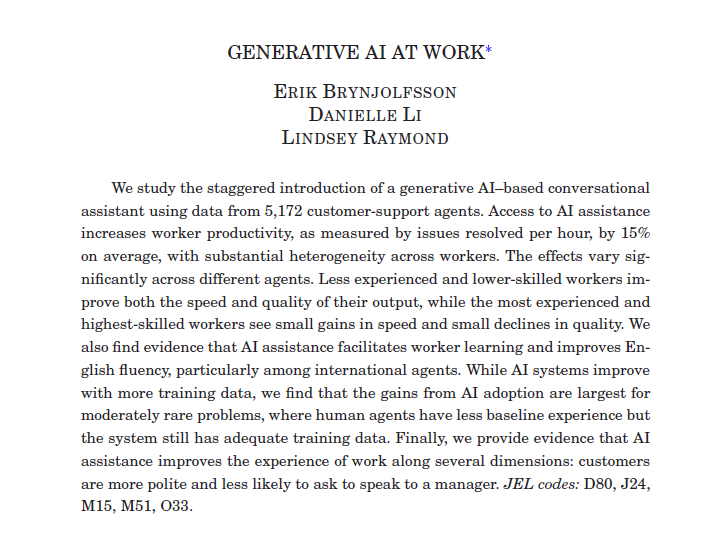 GENERATIVE AI AT WORK*
ERIK BRYNJOLFSSON
DANIELLE LI
LINDSEY RAYMOND
We study the staggered introduction of a generative AI–based conversational
assistant using data from 5,172 customer-support agents. Access to AI assistance
increases worker productivity, as measured by issues resolved per hour, by 15%
on average, with substantial heterogeneity across workers. The effects vary sig-
nificantly across different agents. Less experienced and lower-skilled workers im-
prove both the speed and quality of their output, while the most experienced and
highest-skilled workers see small gains in speed and small declines in quality. We
also find evidence that AI assistance facilitates worker learning and improves En-
glish fluency, particularly among international agents. While AI systems improve
with more training data, we find that the gains from AI adoption are largest for
moderately rare problems, where human agents have less baseline experience but
the system still has adequate training data. Finally, we provide evidence that AI
assistance improves the experience of work along several dimensions: customers
are more polite and less likely to ask to speak to a manager. JEL codes: D80, J24,
M15, M51, O33.